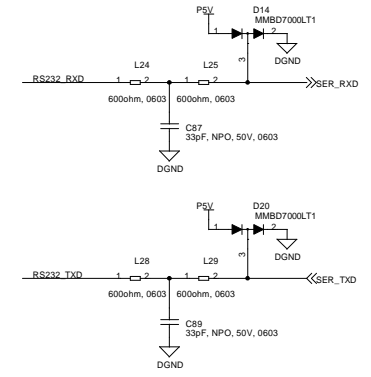 P5V D14
MMBD7000LT1
1 2
DGND
3
L24 L25
RS232_RXD 1 2 1 2 SER_RXD
600ohm, 0603 600ohm, 0603
C87
33pF, NPO, 50V, 0603
DGND
P5V D20
MMBD7000LT1
1 2
DGND
3
L28 L29
RS232_TXD 1 2 1 2 SER_TXD
600ohm, 0603 600ohm, 0603
C89
33pF, NPO, 50V, 0603
DGND